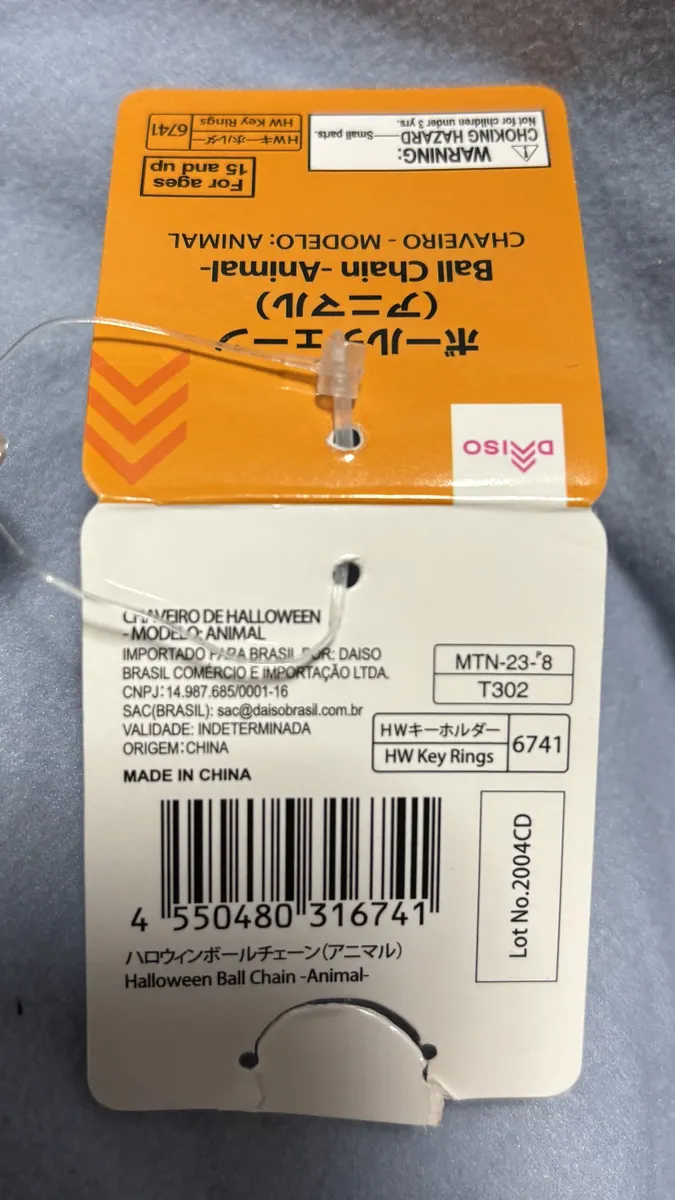 ボールチェーン
(アニマル)
Ball Chain -Animal-
CHAVEIRO - MODELO: ANIMAL
For ages
15 and up
HWキーホルダー
HW Key Rings
6741
WARNING:
CHOKING HAZARD—Small parts.
Not for children under 3 yrs.
DAISO
CHAVEIRO DE HALLOWEEN
- MODELO: ANIMAL
IMPORTADO PARA BRASIL POR: DAISO
BRASIL COMÉRCIO E IMPORTAÇÃO LTDA.
CNPJ: 14.987.685/0001-16
SAC(BRASIL): sac@daisobrasil.com.br
VALIDADE: INDETERMINADA
ORIGEM: CHINA
MADE IN CHINA
MTN-23-P8
T302
HWキーホルダー
HW Key Rings
6741
Lot No.2004CD
4 550480 316741
ハロウィンボールチェーン(アニマル)
Halloween Ball Chain -Animal-